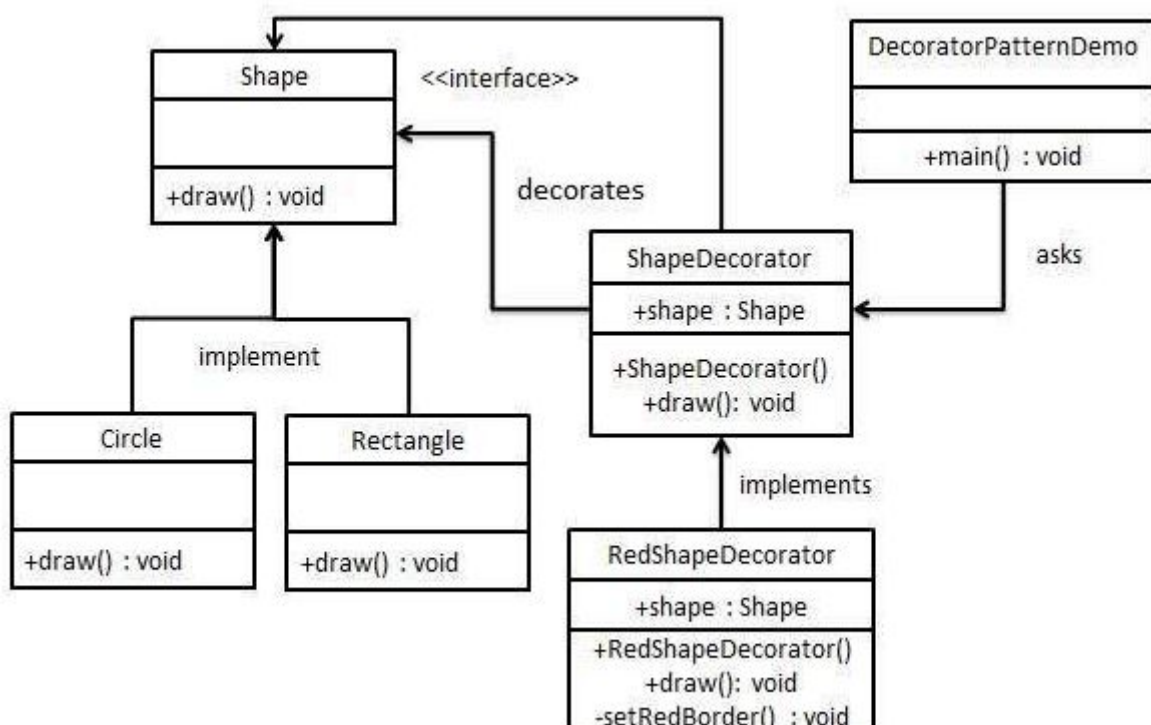 Shape
<<interface>>
+draw() : void
DecoratorPatternDemo
+main() : void
decorates
asks
ShapeDecorator
+shape : Shape
+ShapeDecorator()
+draw(): void
implement
Circle
+draw() : void
Rectangle
+draw() : void
implements
RedShapeDecorator
+shape : Shape
+RedShapeDecorator()
+draw(): void
-setRedBorder() : void